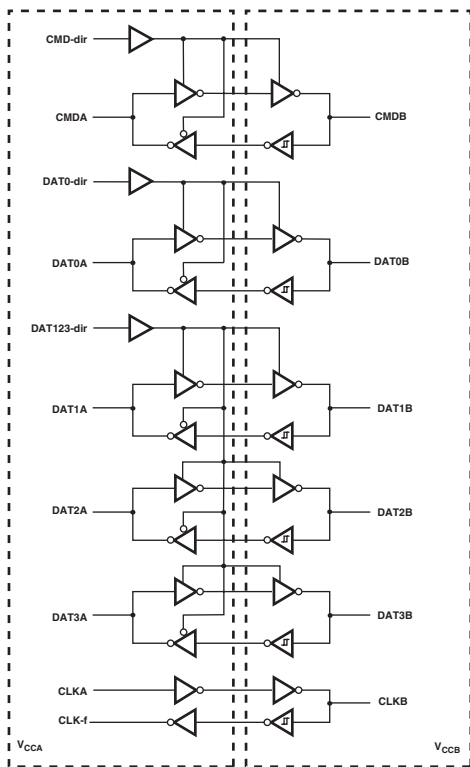 CMD-dir
CMDA
CMDB
DAT0-dir
DAT0A
DAT0B
DAT123-dir
DAT1A
DAT1B
DAT2A
DAT2B
DAT3A
DAT3B
CLKA
CLKB
CLK-f
VCCA
VCCB